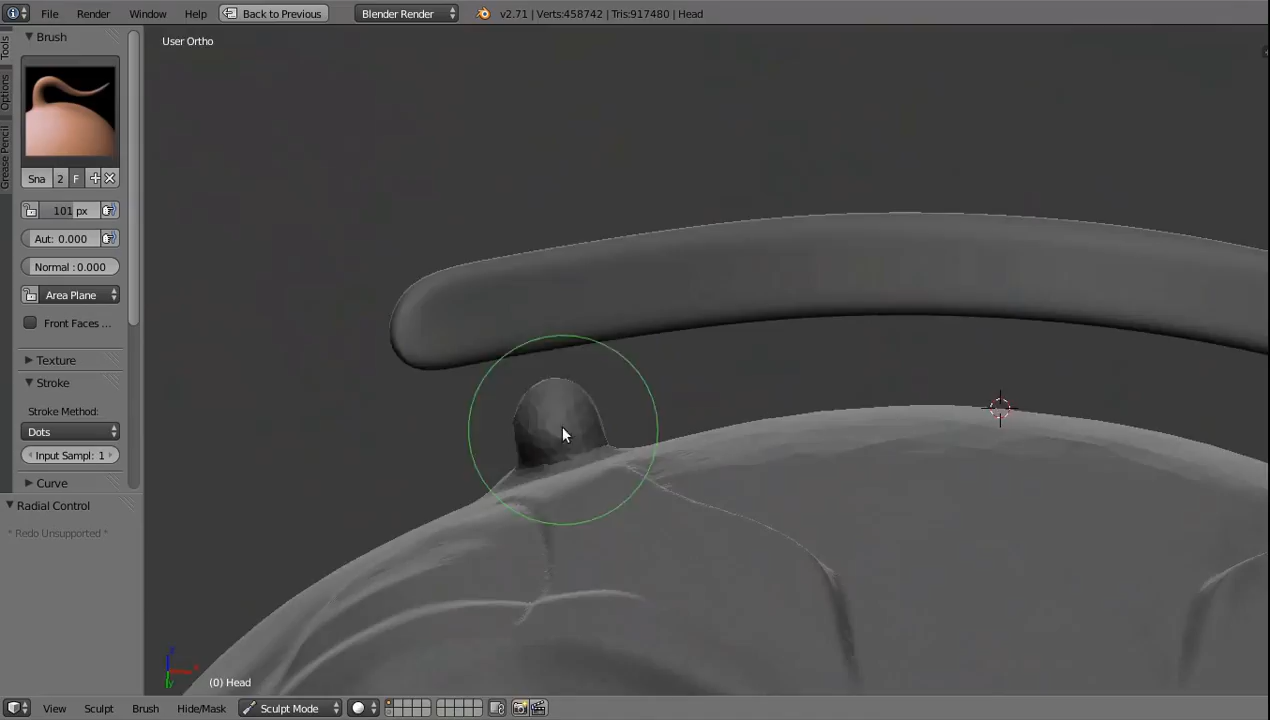 File Render Window Help Back to Previous Blender Render v2.71 | Verts:458742 | Tris:917480 | Head
Tools
Options
Grease Pencil
Brush
User Ortho
Sna 2 F
101 px
Aut: 0.000
Normal : 0.000
Area Plane
Front Faces ...
Texture
Stroke
Stroke Method:
Dots
Input Sampl: 1
Curve
Radial Control
* Redo Unsupported *
(0) Head
View Sculpt Brush Hide/Mask Sculpt Mode